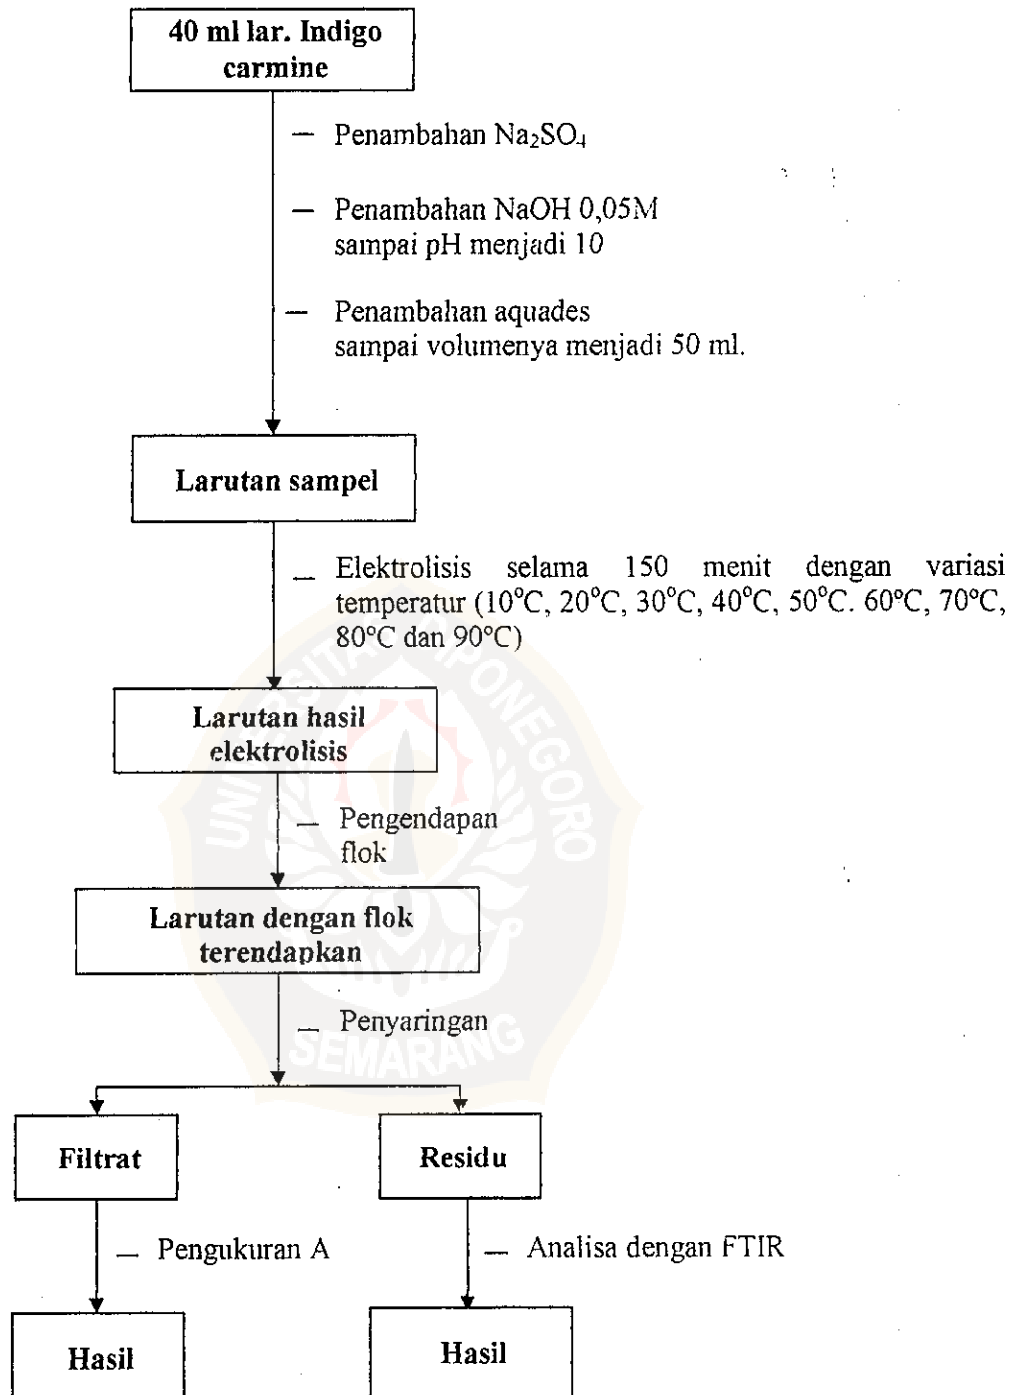 40 ml lar. Indigo
carmine
— Penambahan Na₂SO₄
— Penambahan NaOH 0,05M
sampai pH menjadi 10
— Penambahan aquades
sampai volumenya menjadi 50 ml.
Larutan sampel
— Elektrolisis selama 150 menit dengan variasi
temperatur (10°C, 20°C, 30°C, 40°C, 50°C. 60°C, 70°C,
80°C dan 90°C)
Larutan hasil
elektrolisis
— Pengendapan
flok
Larutan dengan flok
terendapkan
— Penyaringan
Filtrat
Residu
— Pengukuran A
— Analisa dengan FTIR
Hasil
Hasil
UNIVERSITAS DIPONEGORO
SEMARANG